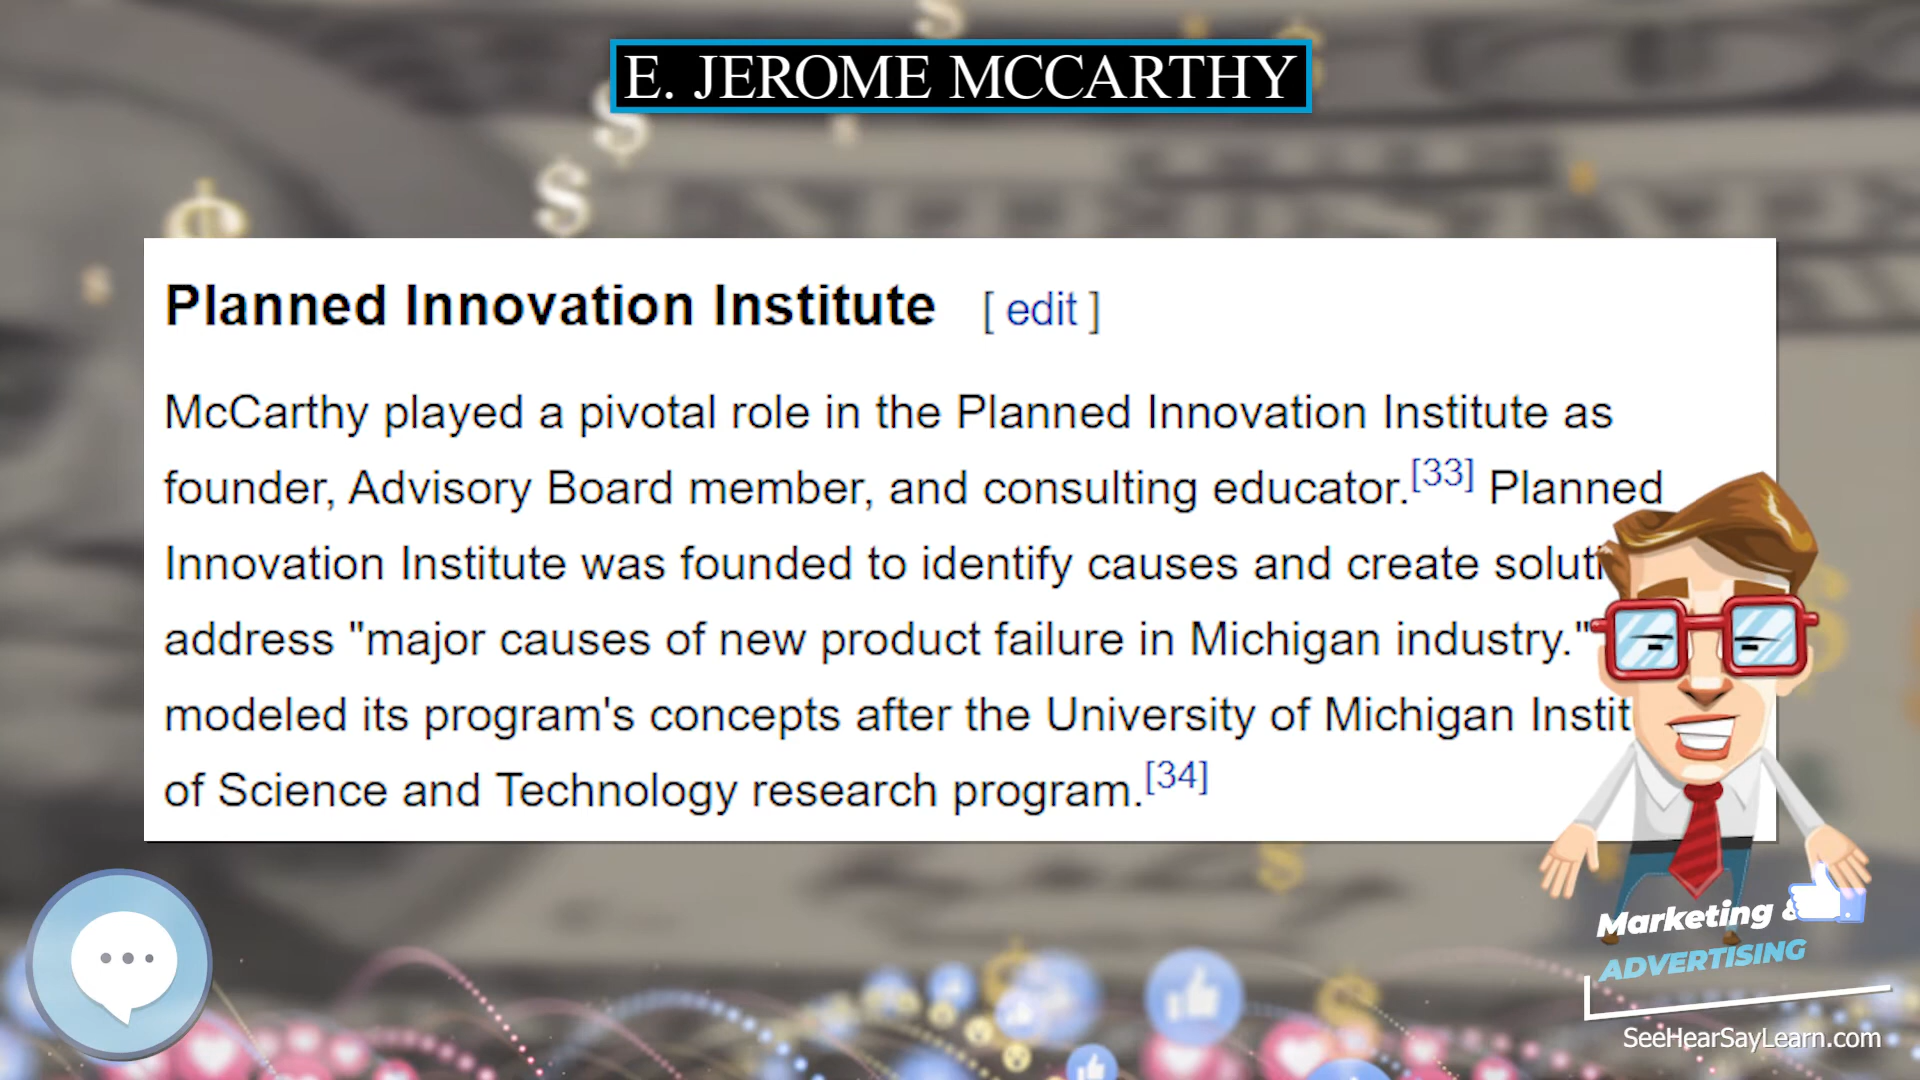 E. JEROME MCCARTHY
Planned Innovation Institute [ edit ]
McCarthy played a pivotal role in the Planned Innovation Institute as
founder, Advisory Board member, and consulting educator.[33] Planned
Innovation Institute was founded to identify causes and create
address "major causes of new product failure in Michigan industry."
modeled its program's concepts after the University of Michigan
of Science and Technology research program.[34]
Marketing &
ADVERTISING
SeeHearSayLearn.com